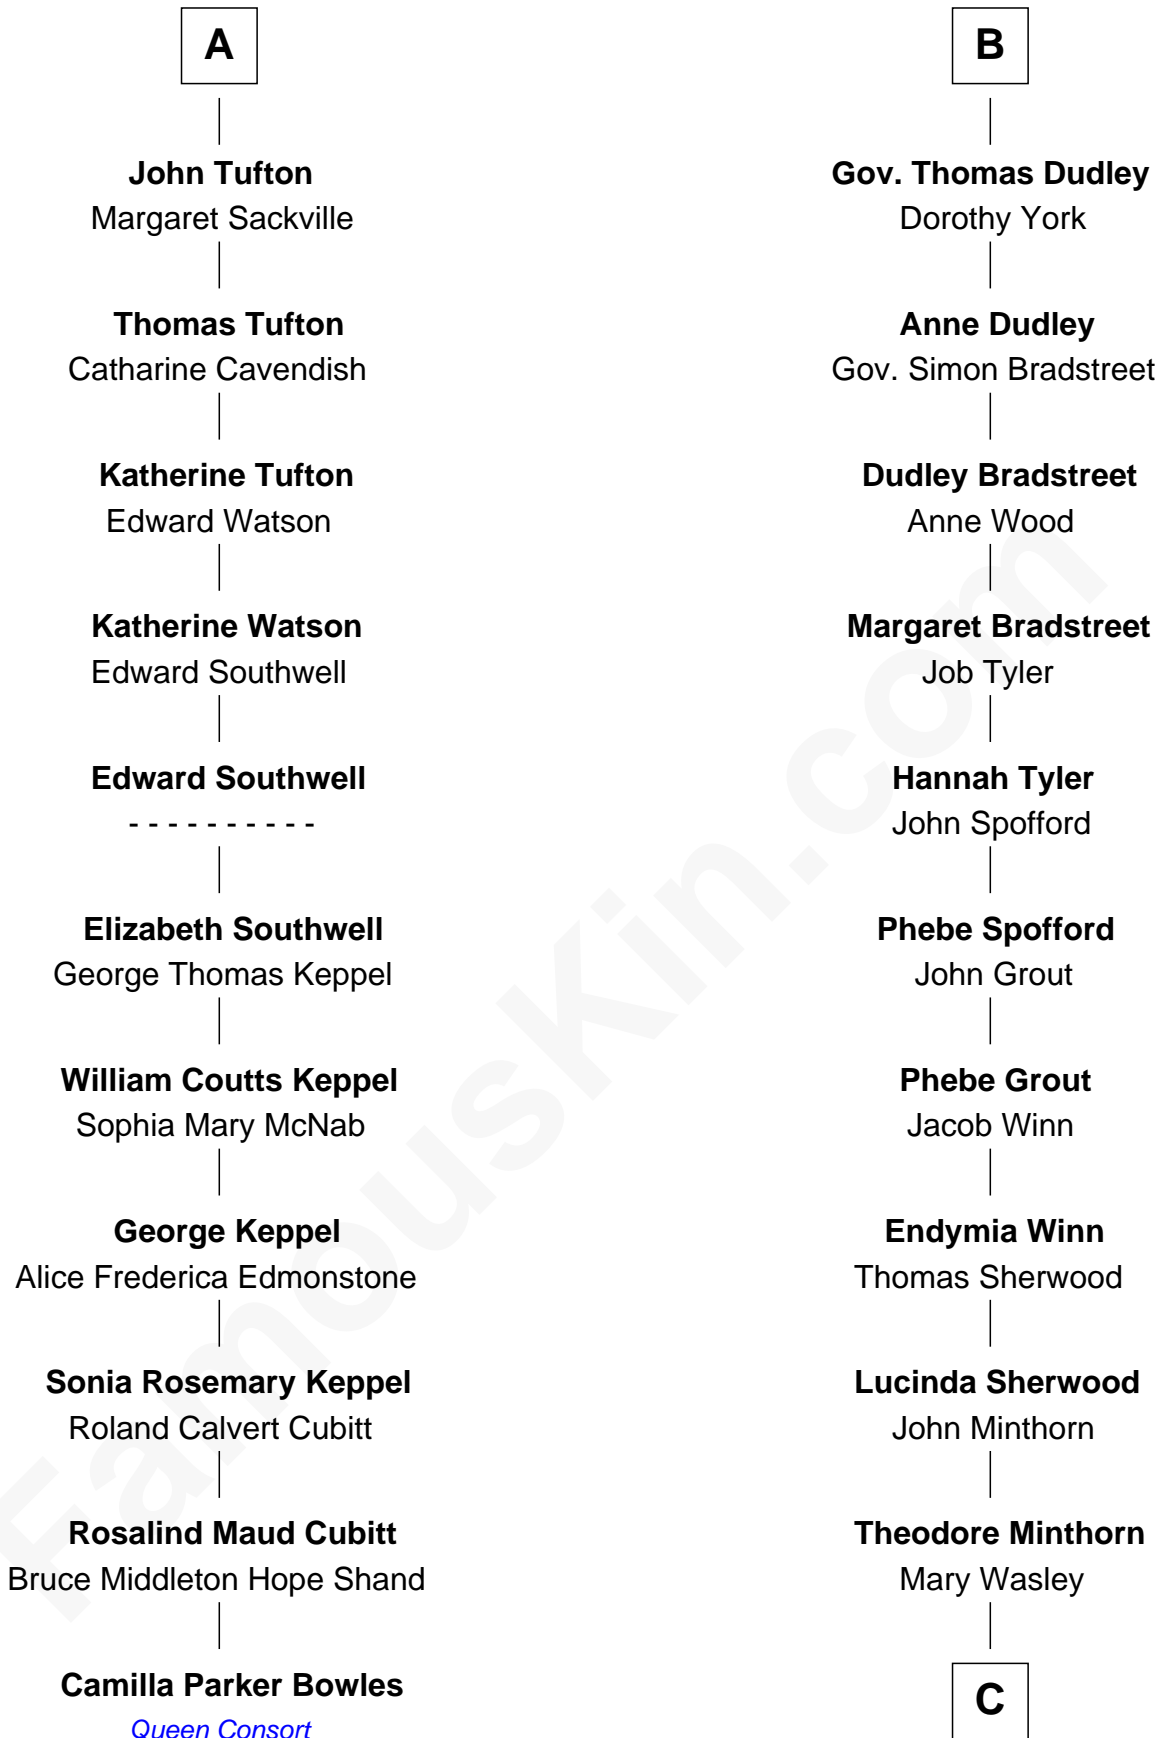 A
John Tufton
Margaret Sackville
Thomas Tufton
Catharine Cavendish
Katherine Tufton
Edward Watson
Katherine Watson
Edward Southwell
Edward Southwell
- - - - - - - - - -
Elizabeth Southwell
George Thomas Keppel
William Coutts Keppel
Sophia Mary McNab
George Keppel
Alice Frederica Edmonstone
Sonia Rosemary Keppel
Roland Calvert Cubitt
Rosalind Maud Cubitt
Bruce Middleton Hope Shand
Camilla Parker Bowles
Queen Consort
B
Gov. Thomas Dudley
Dorothy York
Anne Dudley
Gov. Simon Bradstreet
Dudley Bradstreet
Anne Wood
Margaret Bradstreet
Job Tyler
Hannah Tyler
John Spofford
Phebe Spofford
John Grout
Phebe Grout
Jacob Winn
Endymia Winn
Thomas Sherwood
Lucinda Sherwood
John Minthorn
Theodore Minthorn
Mary Wasley
C
FamousKin.com